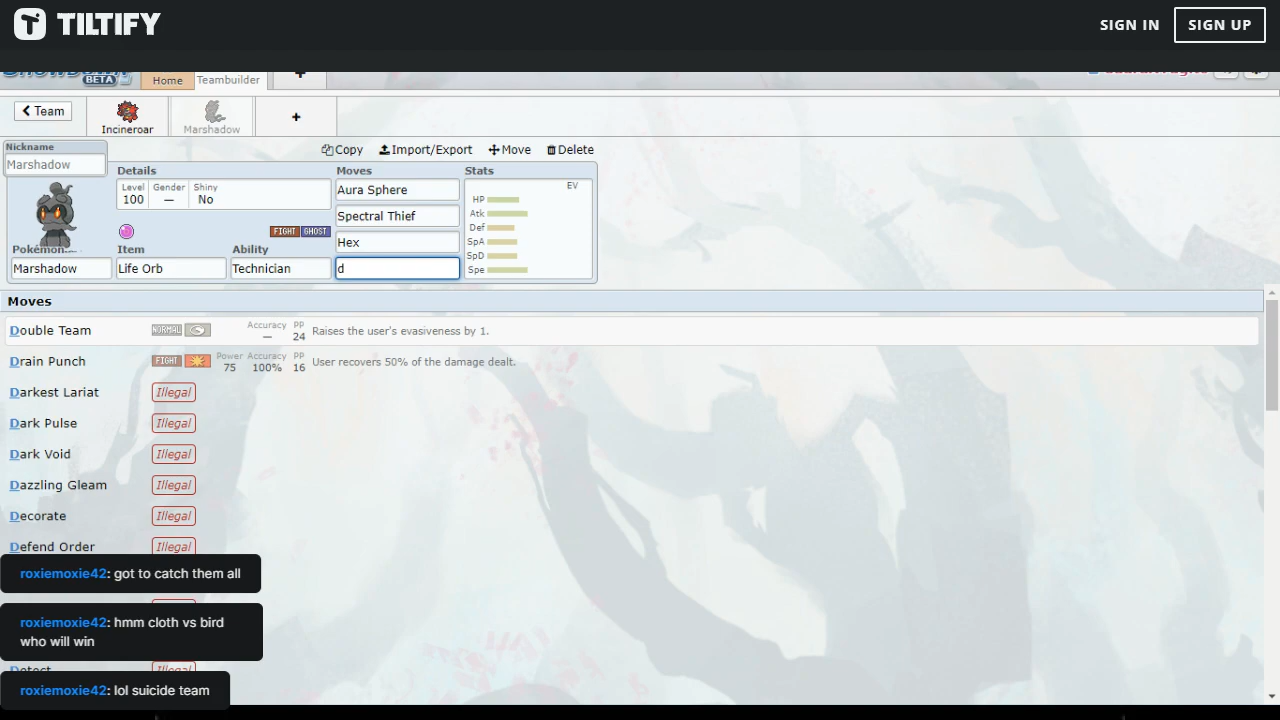 TILTIFY
SIGN IN
SIGN UP
BETA
Home
Teambuilder
+
Team
Incineroar
Marshadow
+
Nickname
Marshadow
Copy
Import/Export
Move
Delete
Details
Moves
Stats
Level
Gender
Shiny
100
—
No
Aura Sphere
Spectral Thief
Hex
d
EV
HP
Atk
Def
SpA
SpD
Spe
FIGHT GHOST
Pokémon
Item
Ability
Marshadow
Life Orb
Technician
Moves
Double Team NORMAL Accuracy — PP 24 Raises the user's evasiveness by 1.
Drain Punch FIGHT Power 75 Accuracy 100% PP 16 User recovers 50% of the damage dealt.
Darkest Lariat Illegal
Dark Pulse Illegal
Dark Void Illegal
Dazzling Gleam Illegal
Decorate Illegal
Defend Order Illegal
roxiemoxie42: got to catch them all
roxiemoxie42: hmm cloth vs bird
who will win
Detect Illegal
roxiemoxie42: lol suicide team